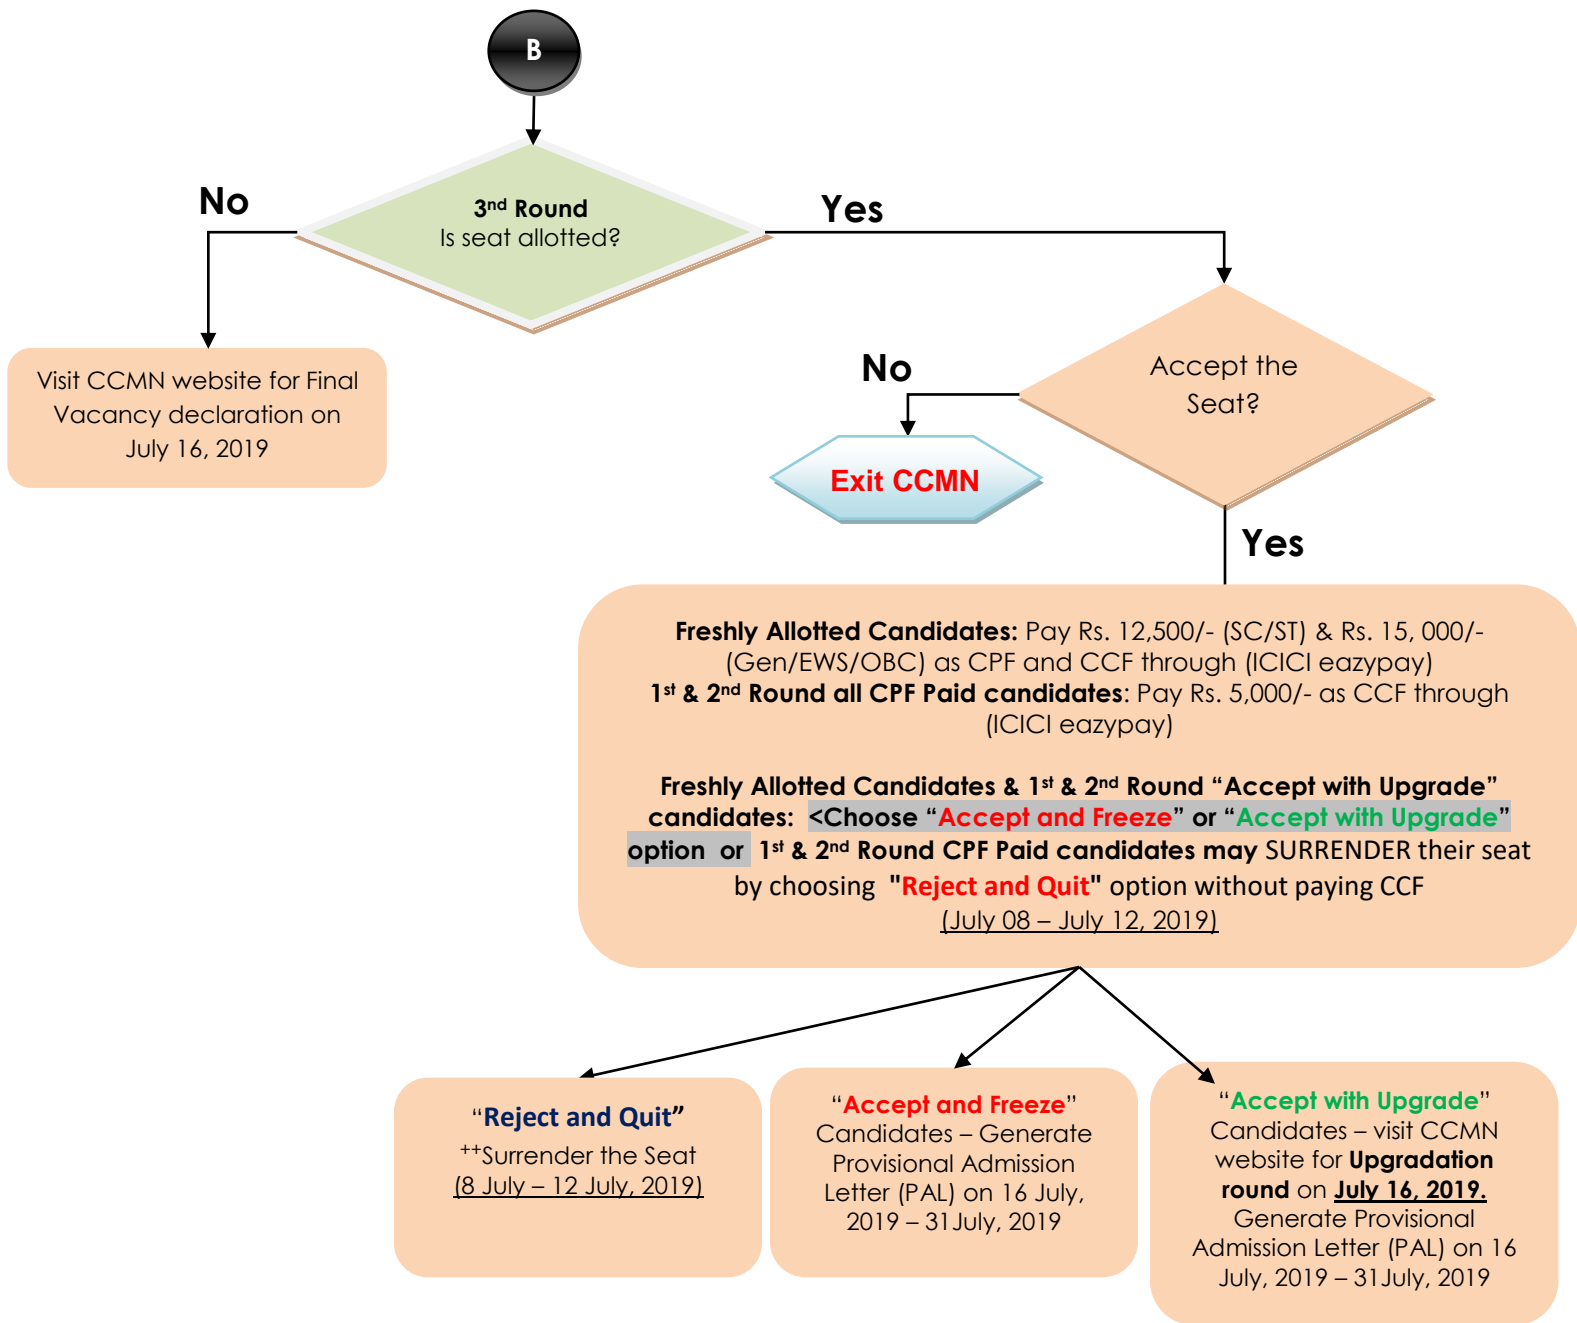 B
No
3nd Round
Is seat allotted?
Yes
Visit CCMN website for Final
Vacancy declaration on
July 16, 2019
No
Accept the
Seat?
Exit CCMN
Yes
Freshly Allotted Candidates: Pay Rs. 12,500/- (SC/ST) & Rs. 15, 000/-
(Gen/EWS/OBC) as CPF and CCF through (ICICI eazypay)
1st & 2nd Round all CPF Paid candidates: Pay Rs. 5,000/- as CCF through
(ICICI eazypay)
Freshly Allotted Candidates & 1st & 2nd Round “Accept with Upgrade”
candidates: <Choose “Accept and Freeze” or “Accept with Upgrade”
option or 1st & 2nd Round CPF Paid candidates may SURRENDER their seat
by choosing "Reject and Quit" option without paying CCF
(July 08 – July 12, 2019)
“Reject and Quit”
++Surrender the Seat
(8 July – 12 July, 2019)
“Accept and Freeze”
Candidates – Generate
Provisional Admission
Letter (PAL) on 16 July,
2019 – 31July, 2019
“Accept with Upgrade”
Candidates – visit CCMN
website for Upgradation
round on July 16, 2019.
Generate Provisional
Admission Letter (PAL) on 16
July, 2019 – 31July, 2019